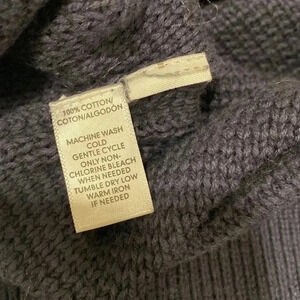 100% COTTON/
COTON/ALGODÓN
MACHINE WASH
COLD
GENTLE CYCLE
ONLY NON-
CHLORINE BLEACH
WHEN NEEDED
TUMBLE DRY LOW
WARM IRON
IF NEEDED